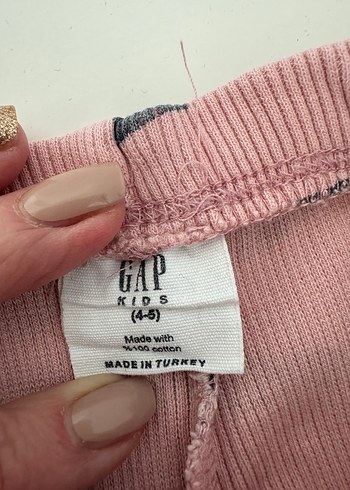 GAP
KIDS
(4-5)
Made with
%100 cotton
MADE IN TURKEY